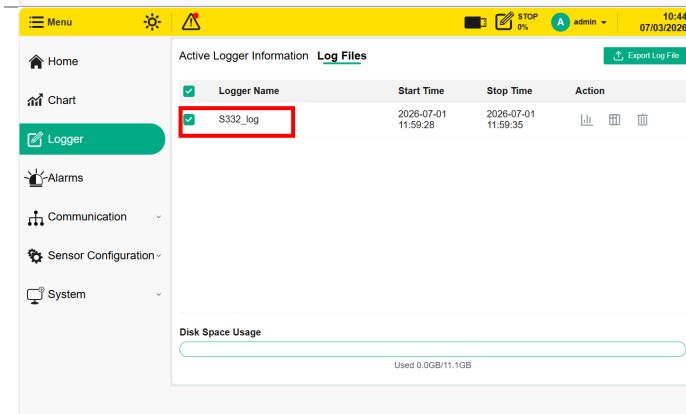 Menu
STOP
0%
A admin
10:44
07/03/2026
Home
Chart
Logger
Alarms
Communication
Sensor Configuration
System
Active Logger Information Log Files
Export Log File
Logger Name Start Time Stop Time Action
S332_log 2026-07-01 11:59:28 2026-07-01 11:59:35
Disk Space Usage
Used 0.0GB/11.1GB